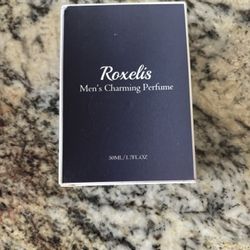 Roxelis
Men's Charming Perfume
50ML/1.7FL.OZ